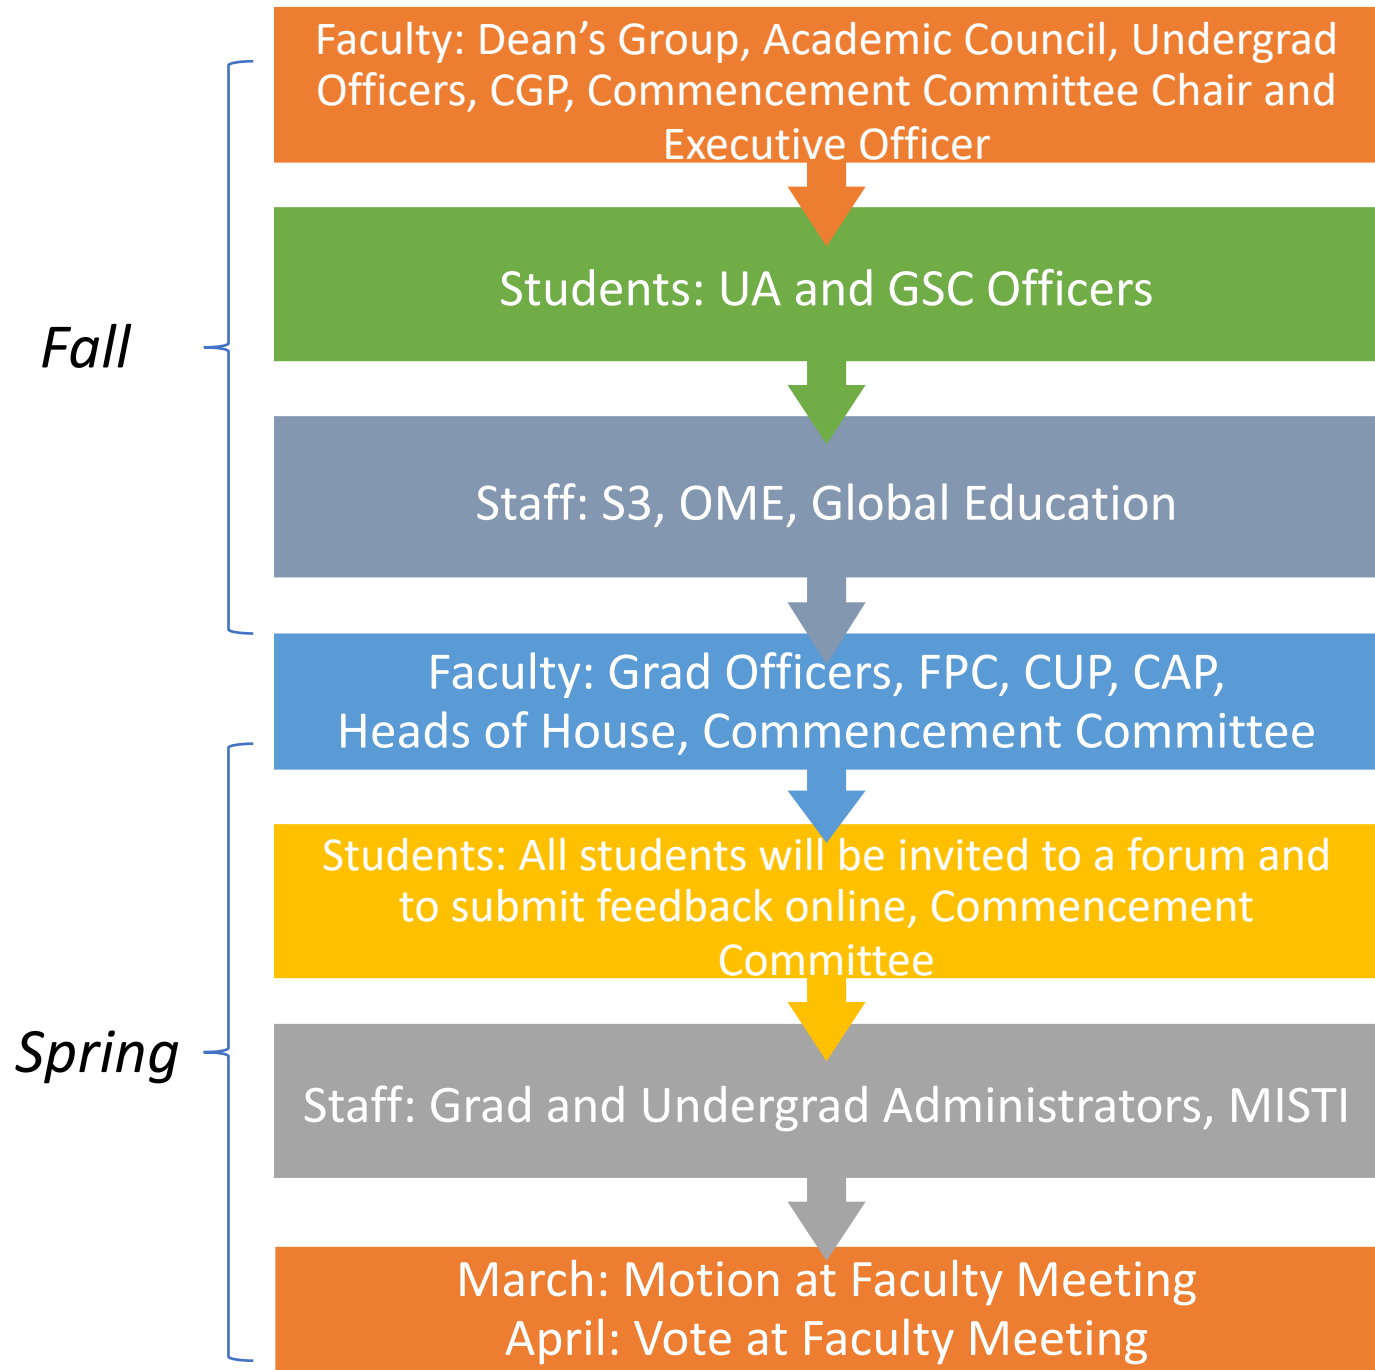 Faculty: Dean’s Group, Academic Council, Undergrad
Officers, CGP, Commencement Committee Chair and
Executive Officer
Students: UA and GSC Officers
Fall
Staff: S3, OME, Global Education
Faculty: Grad Officers, FPC, CUP, CAP,
Heads of House, Commencement Committee
Students: All students will be invited to a forum and
to submit feedback online, Commencement
Committee
Spring
Staff: Grad and Undergrad Administrators, MISTI
March: Motion at Faculty Meeting
April: Vote at Faculty Meeting